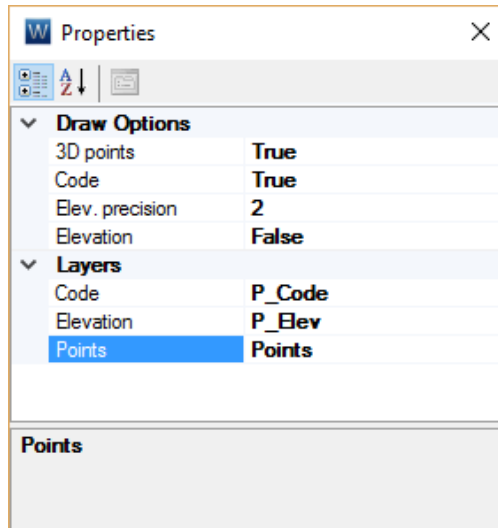 W Properties
A Z
Draw Options
3D points True
Code True
Elev. precision 2
Elevation False
Layers
Code P_Code
Elevation P_Elev
Points Points
Points